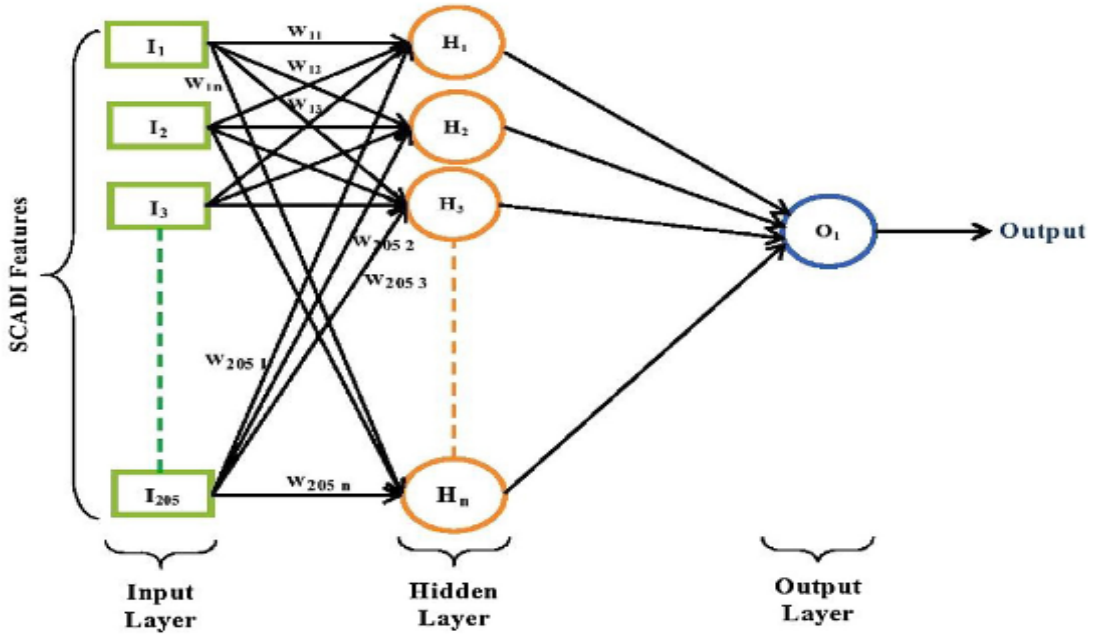 SCADI Features
I₁
I₂
I₃
I₂₀₅
W₁₁
W₁₂
W₁₃
W₁ₙ
W₂₀₅ ₂
W₂₀₅ ₃
W₂₀₅ ₁
W₂₀₅ ₙ
H₁
H₂
H₃
Hₙ
O₁
Output
Input
Layer
Hidden
Layer
Output
Layer